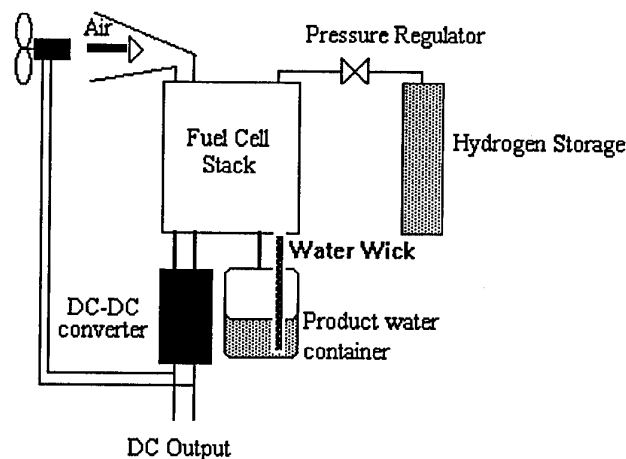 Air
Pressure Regulator
Fuel Cell
Stack
Hydrogen Storage
Water Wick
DC-DC
converter
Product water
container
DC Output